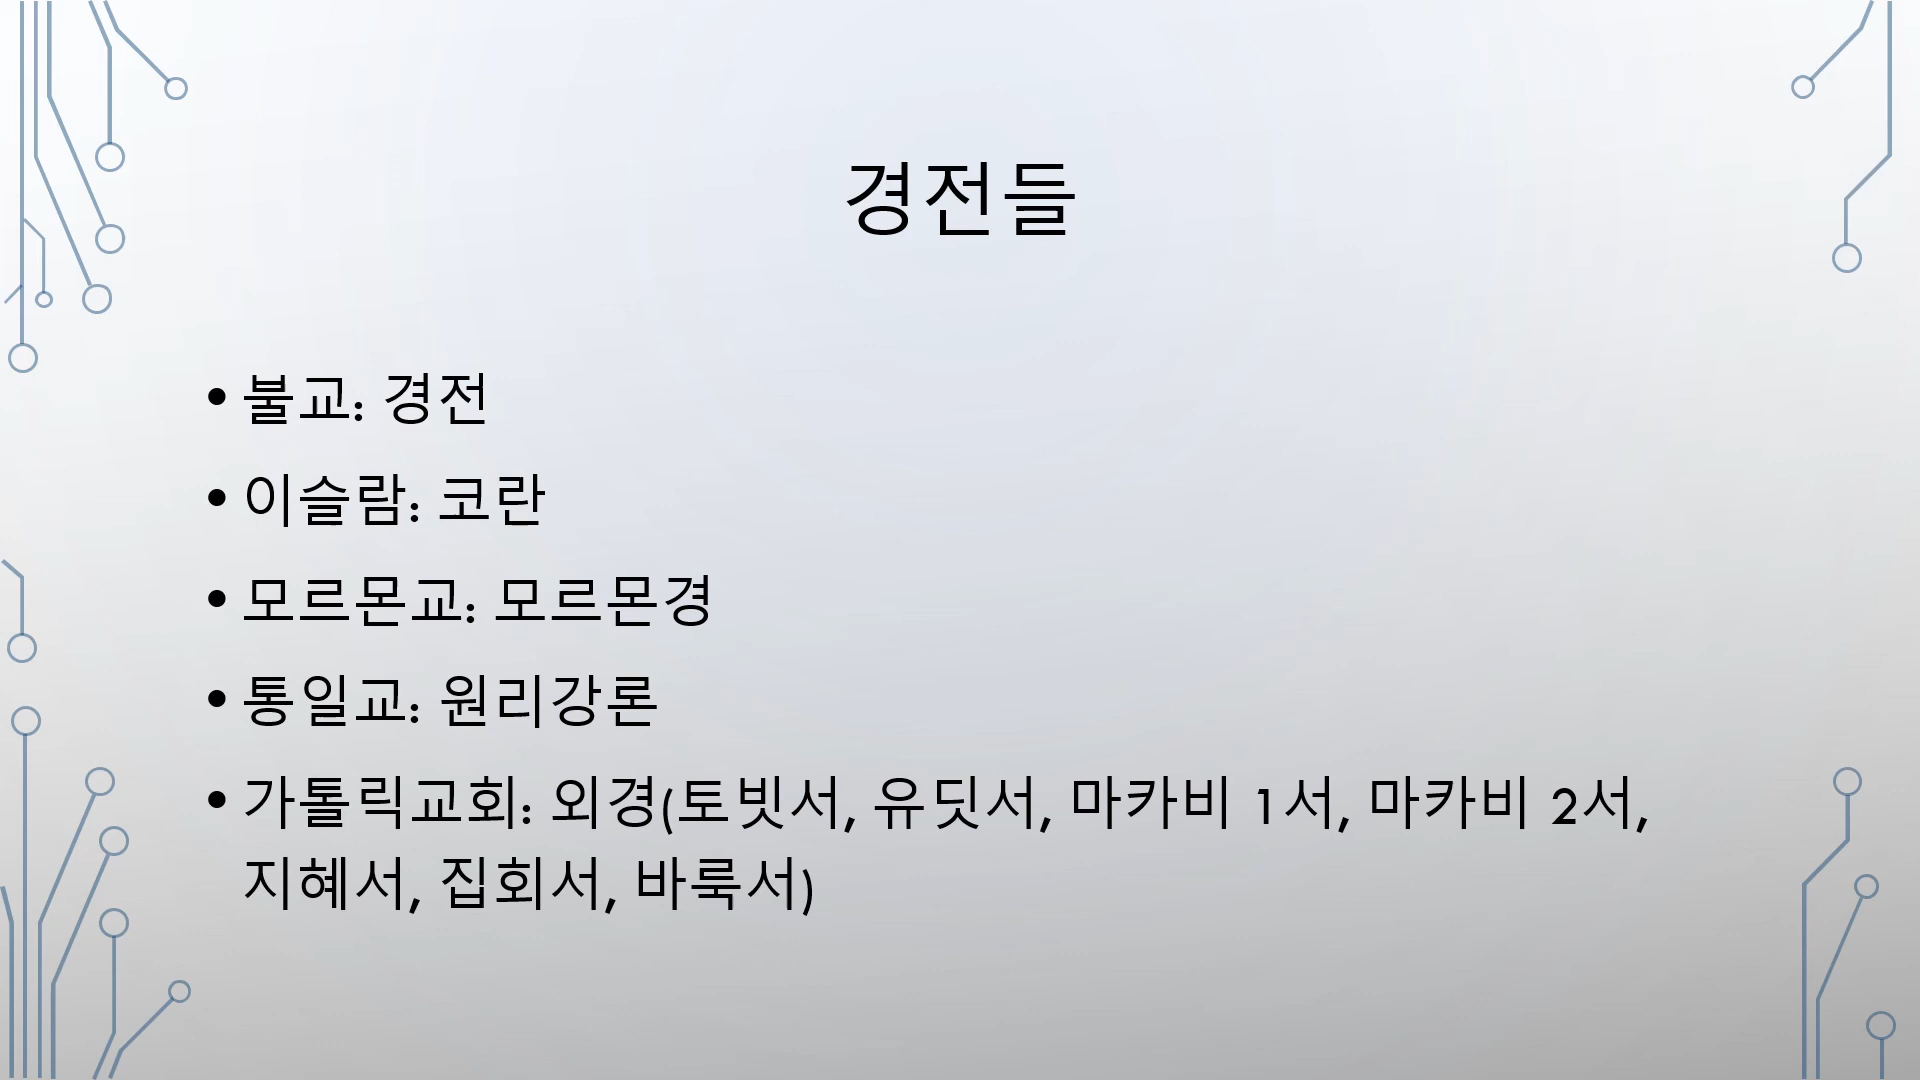 경전들
• 불교: 경전
• 이슬람: 코란
• 모르몬교: 모르몬경
• 통일교: 원리강론
• 가톨릭교회: 외경(토빗서, 유딧서, 마카비 1서, 마카비 2서,
지혜서, 집회서, 바룩서)